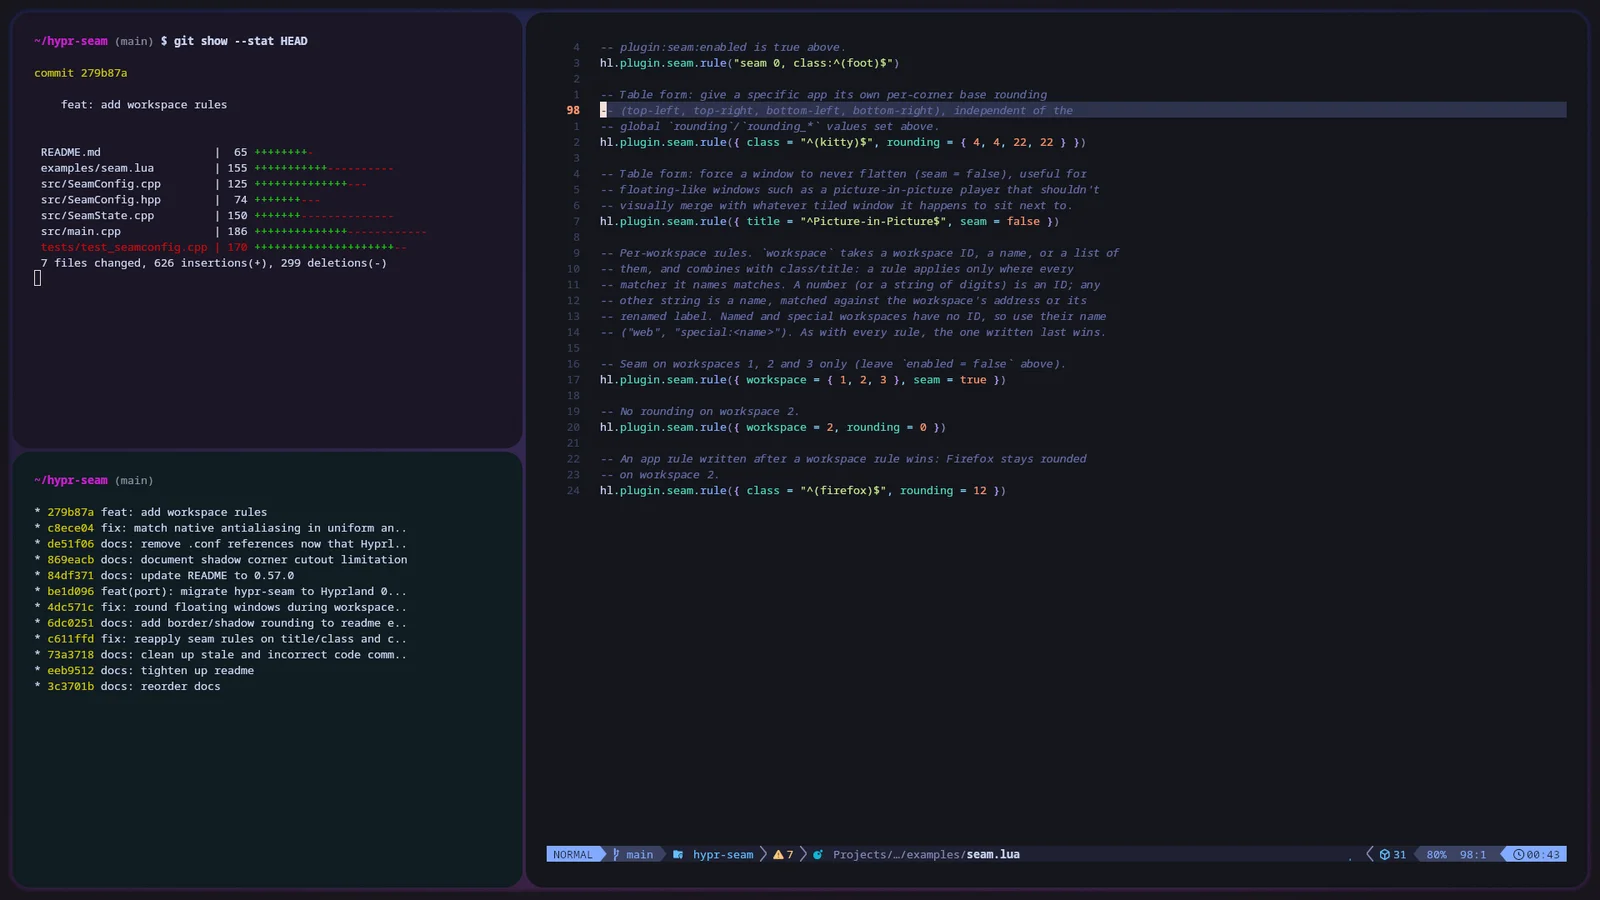 ~/hypr-seam (main) $ git show --stat HEAD
commit 279b87a
feat: add workspace rules
README.md | 65 ++++++++-
examples/seam.lua | 155 +++++++++++----------
src/SeamConfig.cpp | 125 ++++++++++++++---
src/SeamConfig.hpp | 74 +++++++---
src/SeamState.cpp | 150 +++++++--------------
src/main.cpp | 186 ++++++++++++++------------
tests/test_seamconfig.cpp | 170 +++++++++++++++++++++--
7 files changed, 626 insertions(+), 299 deletions(-)
~/hypr-seam (main)
* 279b87a feat: add workspace rules
* c8ece04 fix: match native antialiasing in uniform an..
* de51f06 docs: remove .conf references now that Hyprl..
* 869eacb docs: document shadow corner cutout limitation
* 84df371 docs: update README to 0.57.0
* be1d096 feat(port): migrate hypr-seam to Hyprland 0...
* 4dc571c fix: round floating windows during workspace..
* 6dc0251 docs: add border/shadow rounding to readme e..
* c611ffd fix: reapply seam rules on title/class and c..
* 73a3718 docs: clean up stale and incorrect code comm..
* eeb9512 docs: tighten up readme
* 3c3701b docs: reorder docs
4 -- plugin:seam:enabled is true above.
3 hl.plugin.seam.rule("seam 0, class:^(foot)$")
2
1 -- Table form: give a specific app its own per-corner base rounding
98 -- (top-left, top-right, bottom-left, bottom-right), independent of the
1 -- global `rounding`/`rounding_*` values set above.
2 hl.plugin.seam.rule({ class = "^(kitty)$", rounding = { 4, 4, 22, 22 } })
3
4 -- Table form: force a window to never flatten (seam = false), useful for
5 -- floating-like windows such as a picture-in-picture player that shouldn't
6 -- visually merge with whatever tiled window it happens to sit next to.
7 hl.plugin.seam.rule({ title = "^Picture-in-Picture$", seam = false })
8
9 -- Per-workspace rules. `workspace` takes a workspace ID, a name, or a list of
10 -- them, and combines with class/title: a rule applies only where every
11 -- matcher it names matches. A number (or a string of digits) is an ID; any
12 -- other string is a name, matched against the workspace's address or its
13 -- renamed label. Named and special workspaces have no ID, so use their name
14 -- ("web", "special:<name>"). As with every rule, the one written last wins.
15
16 -- Seam on workspaces 1, 2 and 3 only (leave `enabled = false` above).
17 hl.plugin.seam.rule({ workspace = { 1, 2, 3 }, seam = true })
18
19 -- No rounding on workspace 2.
20 hl.plugin.seam.rule({ workspace = 2, rounding = 0 })
21
22 -- An app rule written after a workspace rule wins: Firefox stays rounded
23 -- on workspace 2.
24 hl.plugin.seam.rule({ class = "^(firefox)$", rounding = 12 })
NORMAL main hypr-seam 7 Projects/…/examples/seam.lua . 31 80% 98:1 00:43